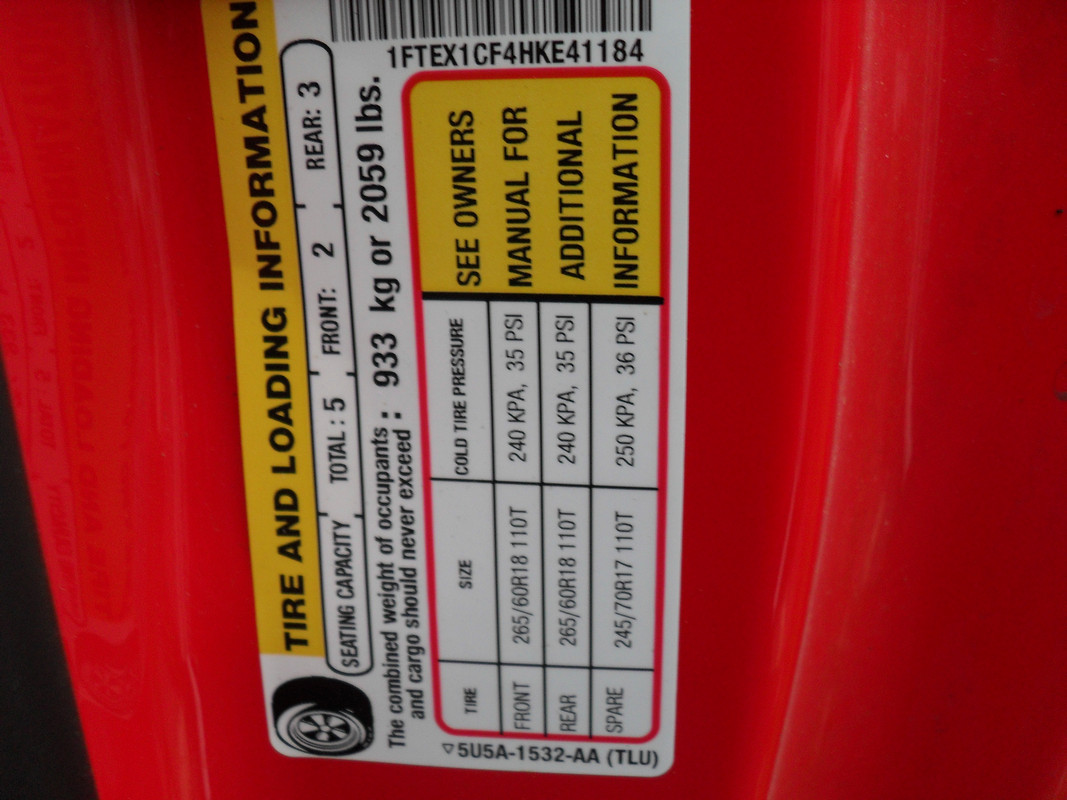 1FTEX1CF4HKE41184
TIRE AND LOADING INFORMATION
SEATING CAPACITY TOTAL : 5 FRONT: 2 REAR: 3
The combined weight of occupants
and cargo should never exceed : 933 kg or 2059 lbs.
TIRE SIZE COLD TIRE PRESSURE
FRONT 265/60R18 110T 240 KPA, 35 PSI
REAR 265/60R18 110T 240 KPA, 35 PSI
SPARE 245/70R17 110T 250 KPA, 36 PSI
SEE OWNERS
MANUAL FOR
ADDITIONAL
INFORMATION
5U5A-1532-AA (TLU)